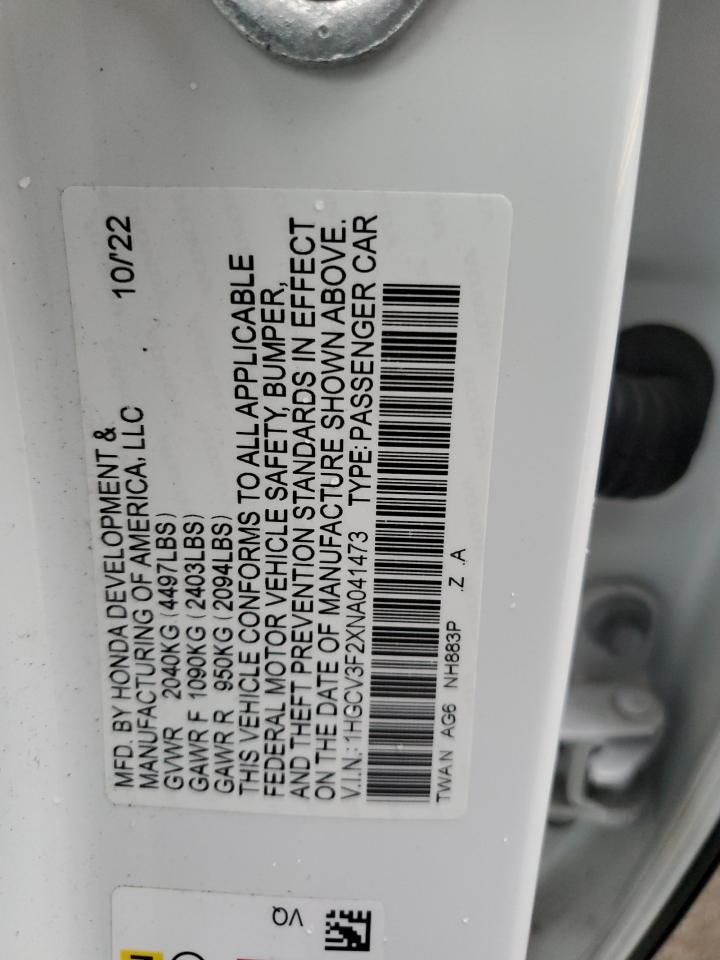 MFD. BY HONDA DEVELOPMENT & 10/'22
MANUFACTURING OF AMERICA, LLC
GVWR 2040KG (4497LBS)
GAWR F 1090KG (2403LBS)
GAWR R 950KG (2094LBS)
THIS VEHICLE CONFORMS TO ALL APPLICABLE
FEDERAL MOTOR VEHICLE SAFETY, BUMPER,
AND THEFT PREVENTION STANDARDS IN EFFECT
ON THE DATE OF MANUFACTURE SHOWN ABOVE.
V.I.N.: 1HGCV3F2XNA041473 TYPE: PASSENGER CAR
TWAN AG6 NH883P .Z .A
VQ